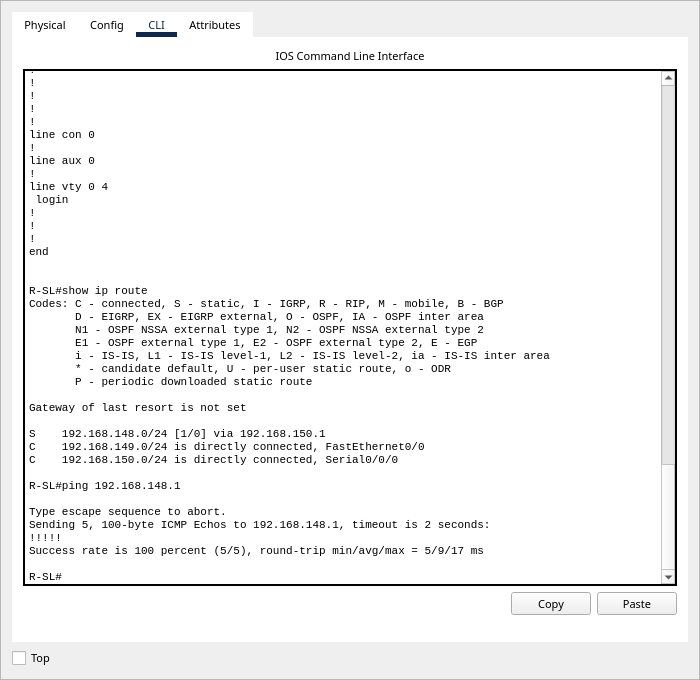 Physical Config CLI Attributes
IOS Command Line Interface
!
!
!
!
!
line con 0
!
line aux 0
!
line vty 0 4
 login
!
!
!
end
R-SL#show ip route
Codes: C - connected, S - static, I - IGRP, R - RIP, M - mobile, B - BGP
       D - EIGRP, EX - EIGRP external, O - OSPF, IA - OSPF inter area
       N1 - OSPF NSSA external type 1, N2 - OSPF NSSA external type 2
       E1 - OSPF external type 1, E2 - OSPF external type 2, E - EGP
       i - IS-IS, L1 - IS-IS level-1, L2 - IS-IS level-2, ia - IS-IS inter area
       * - candidate default, U - per-user static route, o - ODR
       P - periodic downloaded static route
Gateway of last resort is not set
S    192.168.148.0/24 [1/0] via 192.168.150.1
C    192.168.149.0/24 is directly connected, FastEthernet0/0
C    192.168.150.0/24 is directly connected, Serial0/0/0
R-SL#ping 192.168.148.1
Type escape sequence to abort.
Sending 5, 100-byte ICMP Echos to 192.168.148.1, timeout is 2 seconds:
!!!!!
Success rate is 100 percent (5/5), round-trip min/avg/max = 5/9/17 ms
R-SL#
Copy Paste
Top